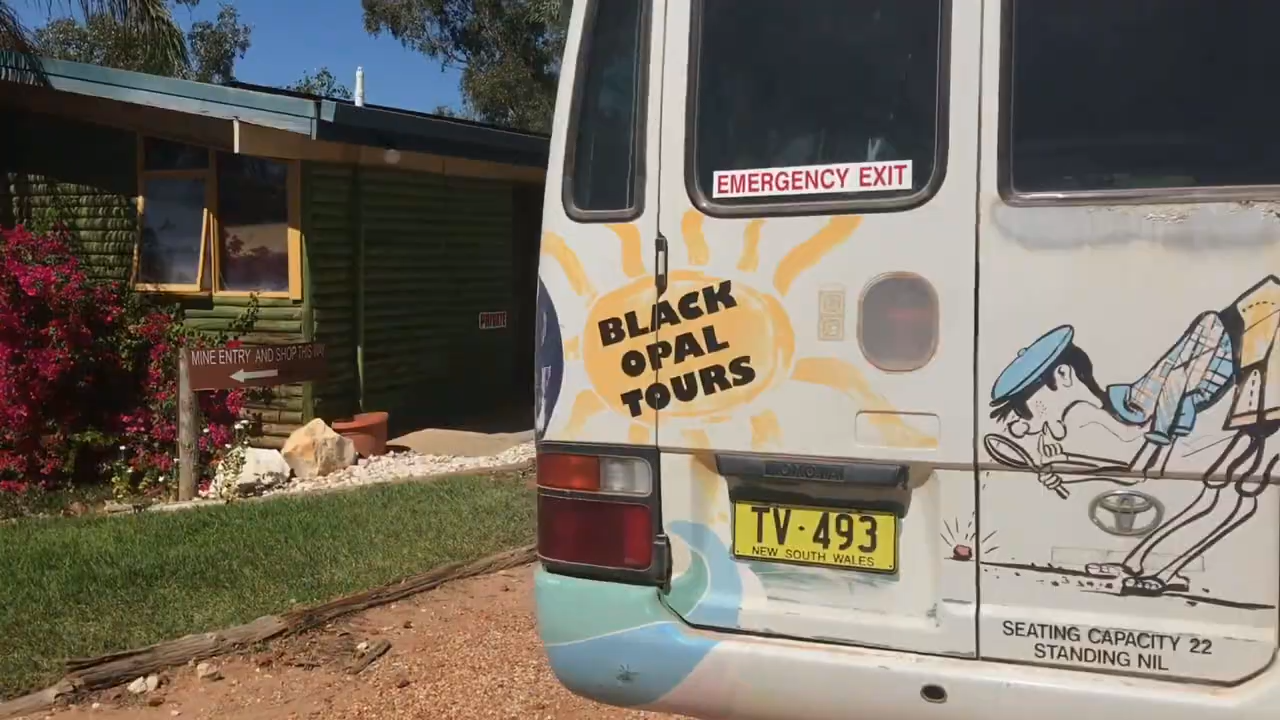 EMERGENCY EXIT
BLACK
OPAL
TOURS
PRIVATE
MINE ENTRY AND SHOP THIS WAY
TV·493
NEW SOUTH WALES
SEATING CAPACITY 22
STANDING NIL